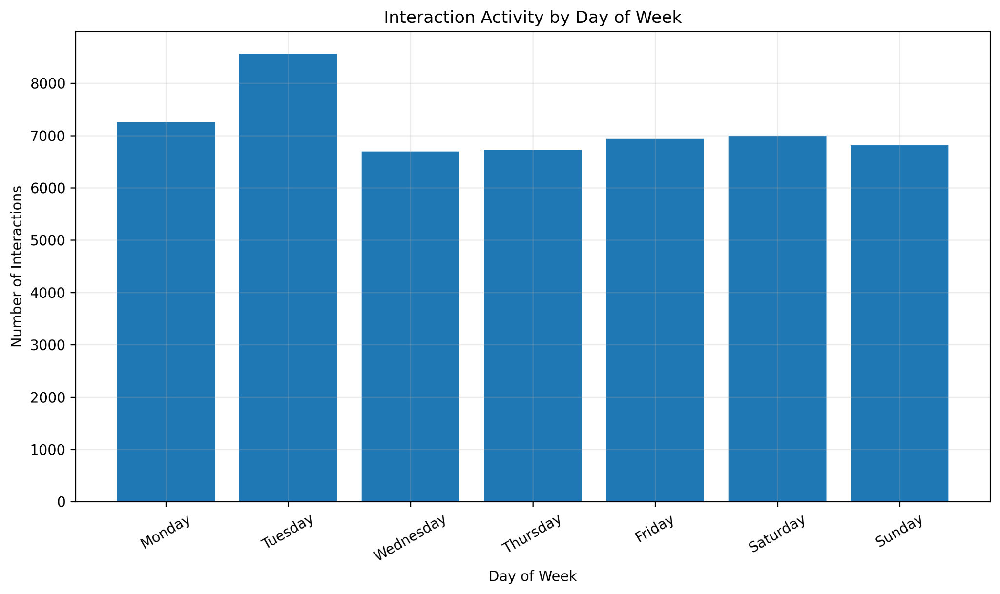 Interaction Activity by Day of Week
Number of Interactions
8000
7000
6000
5000
4000
3000
2000
1000
0
Monday
Tuesday
Wednesday
Thursday
Friday
Saturday
Sunday
Day of Week